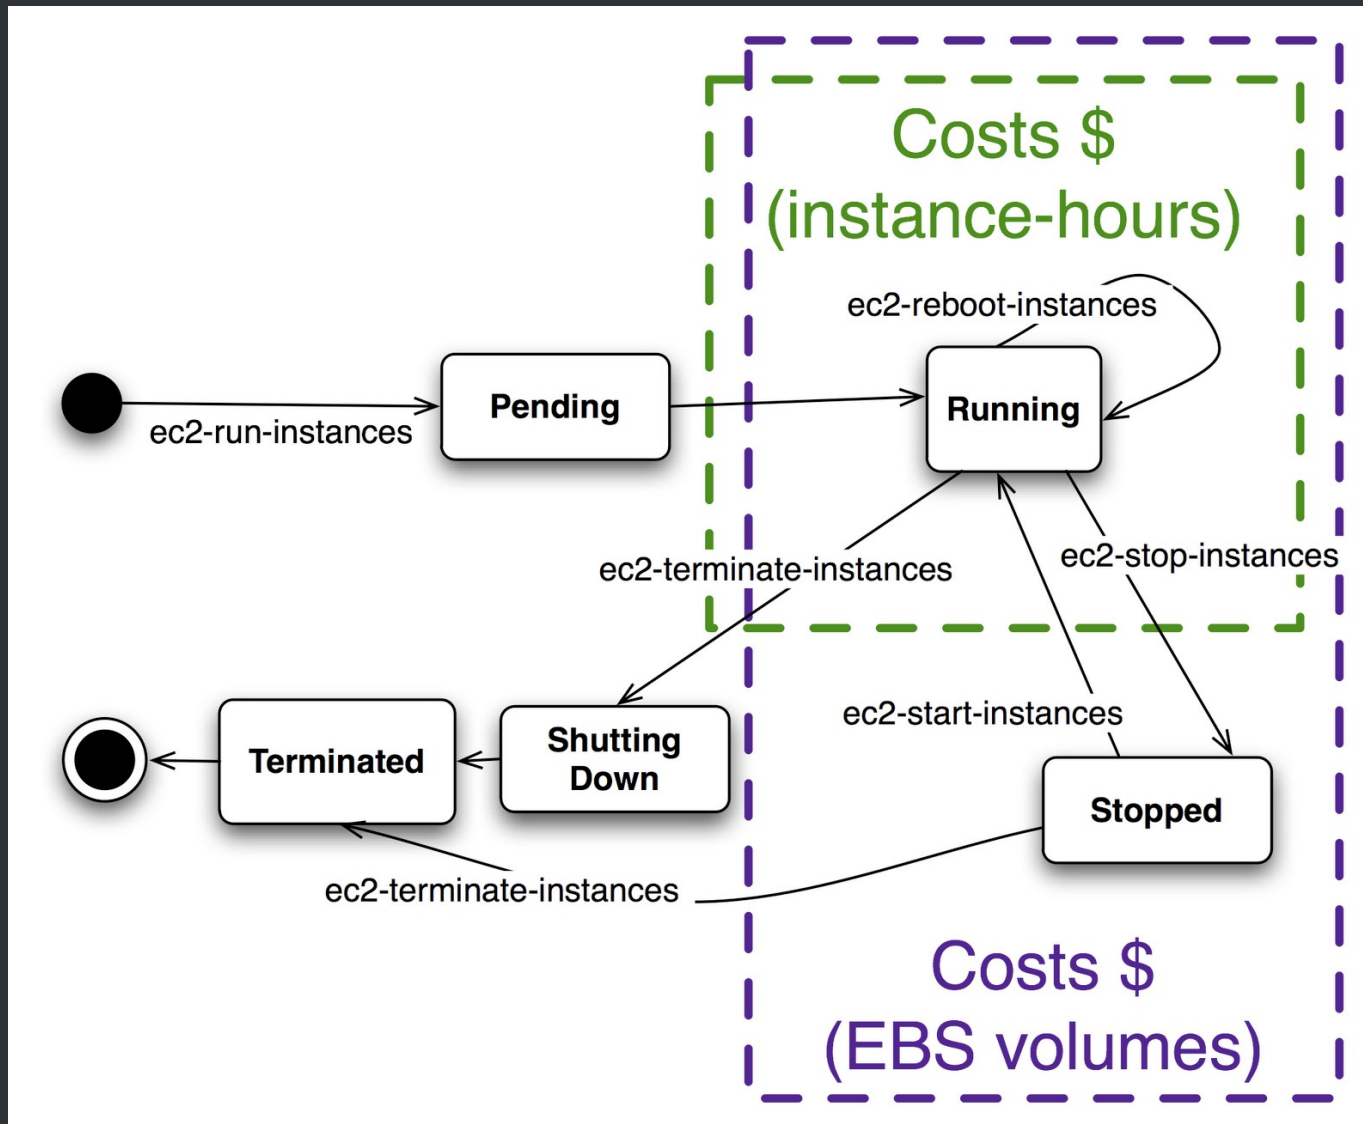 Costs $
(instance-hours)
ec2-reboot-instances
Pending
Running
ec2-run-instances
ec2-stop-instances
ec2-terminate-instances
ec2-start-instances
Shutting
Down
Terminated
Stopped
ec2-terminate-instances
Costs $
(EBS volumes)